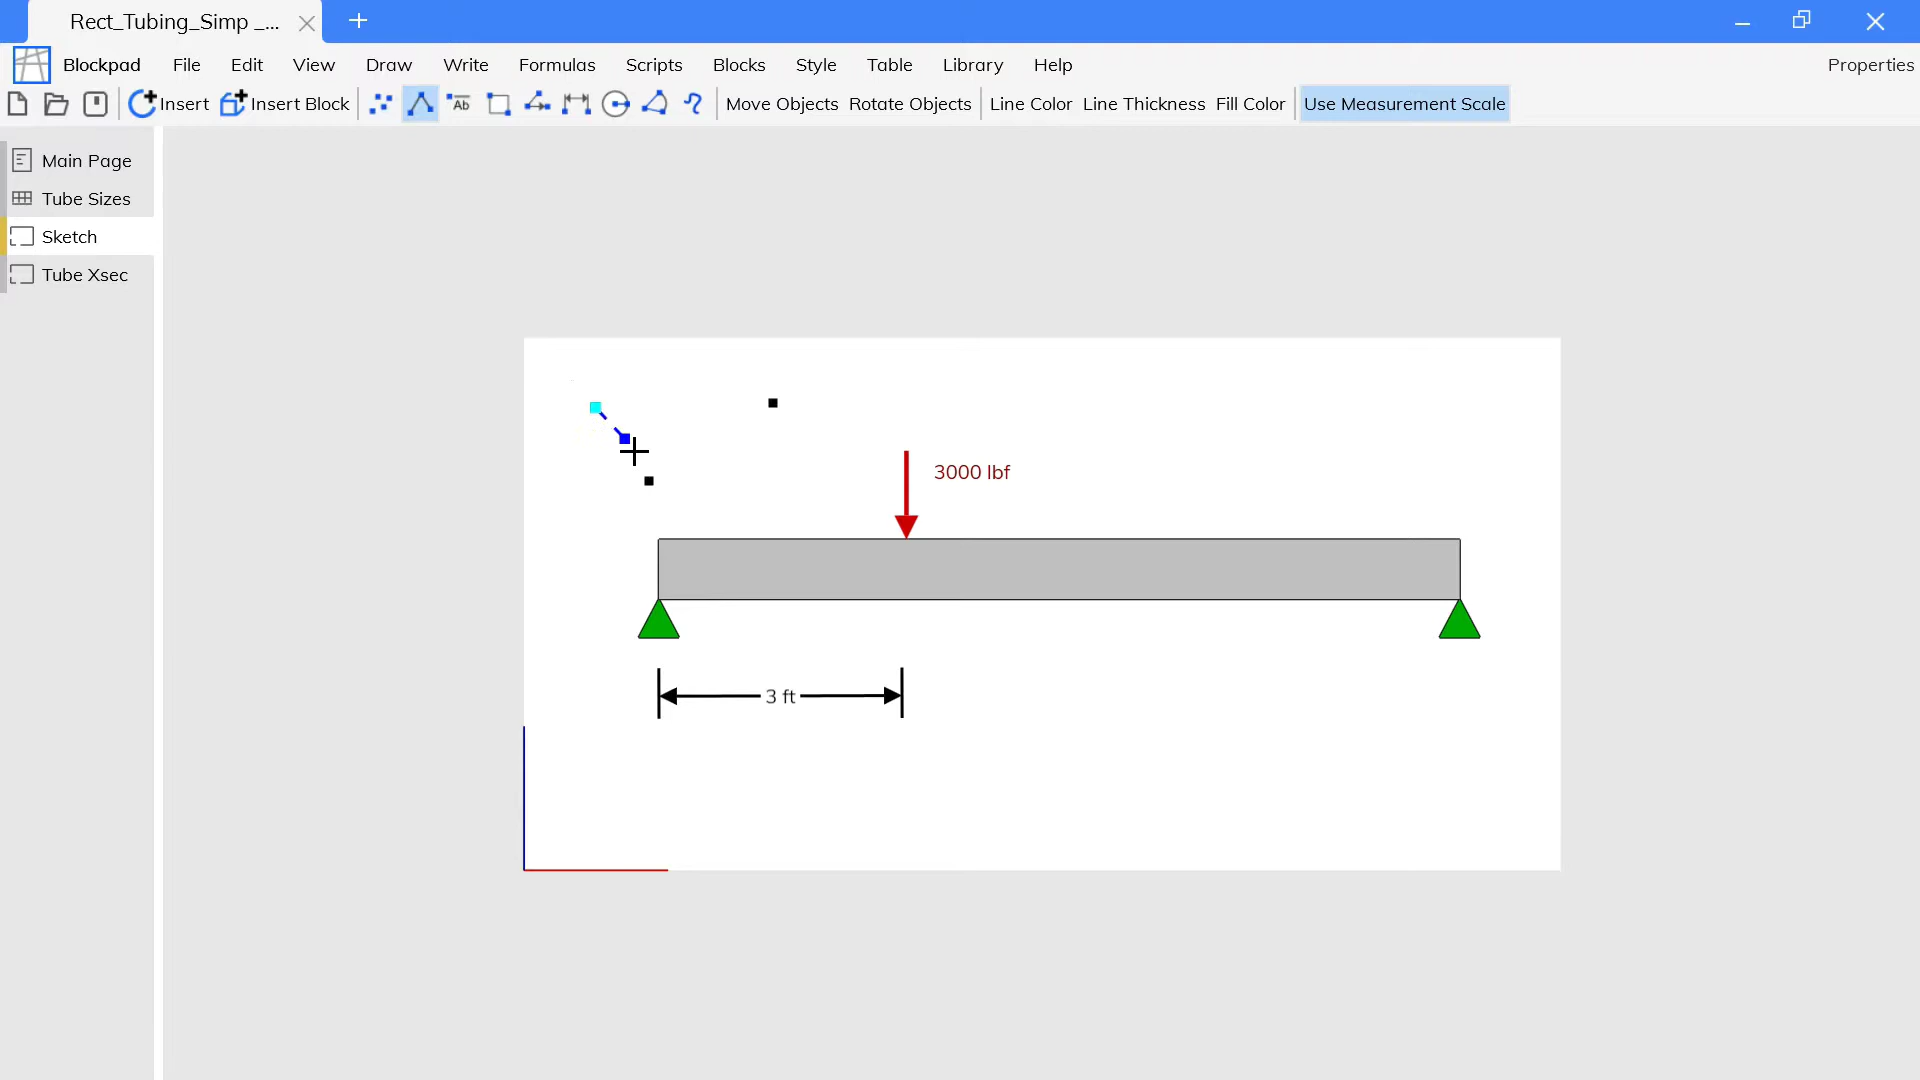 Rect_Tubing_Simp _...
Blockpad File Edit View Draw Write Formulas Scripts Blocks Style Table Library Help Properties
Insert Insert Block Ab Move Objects Rotate Objects Line Color Line Thickness Fill Color Use Measurement Scale
Main Page
Tube Sizes
Sketch
Tube Xsec
3000 lbf
3 ft